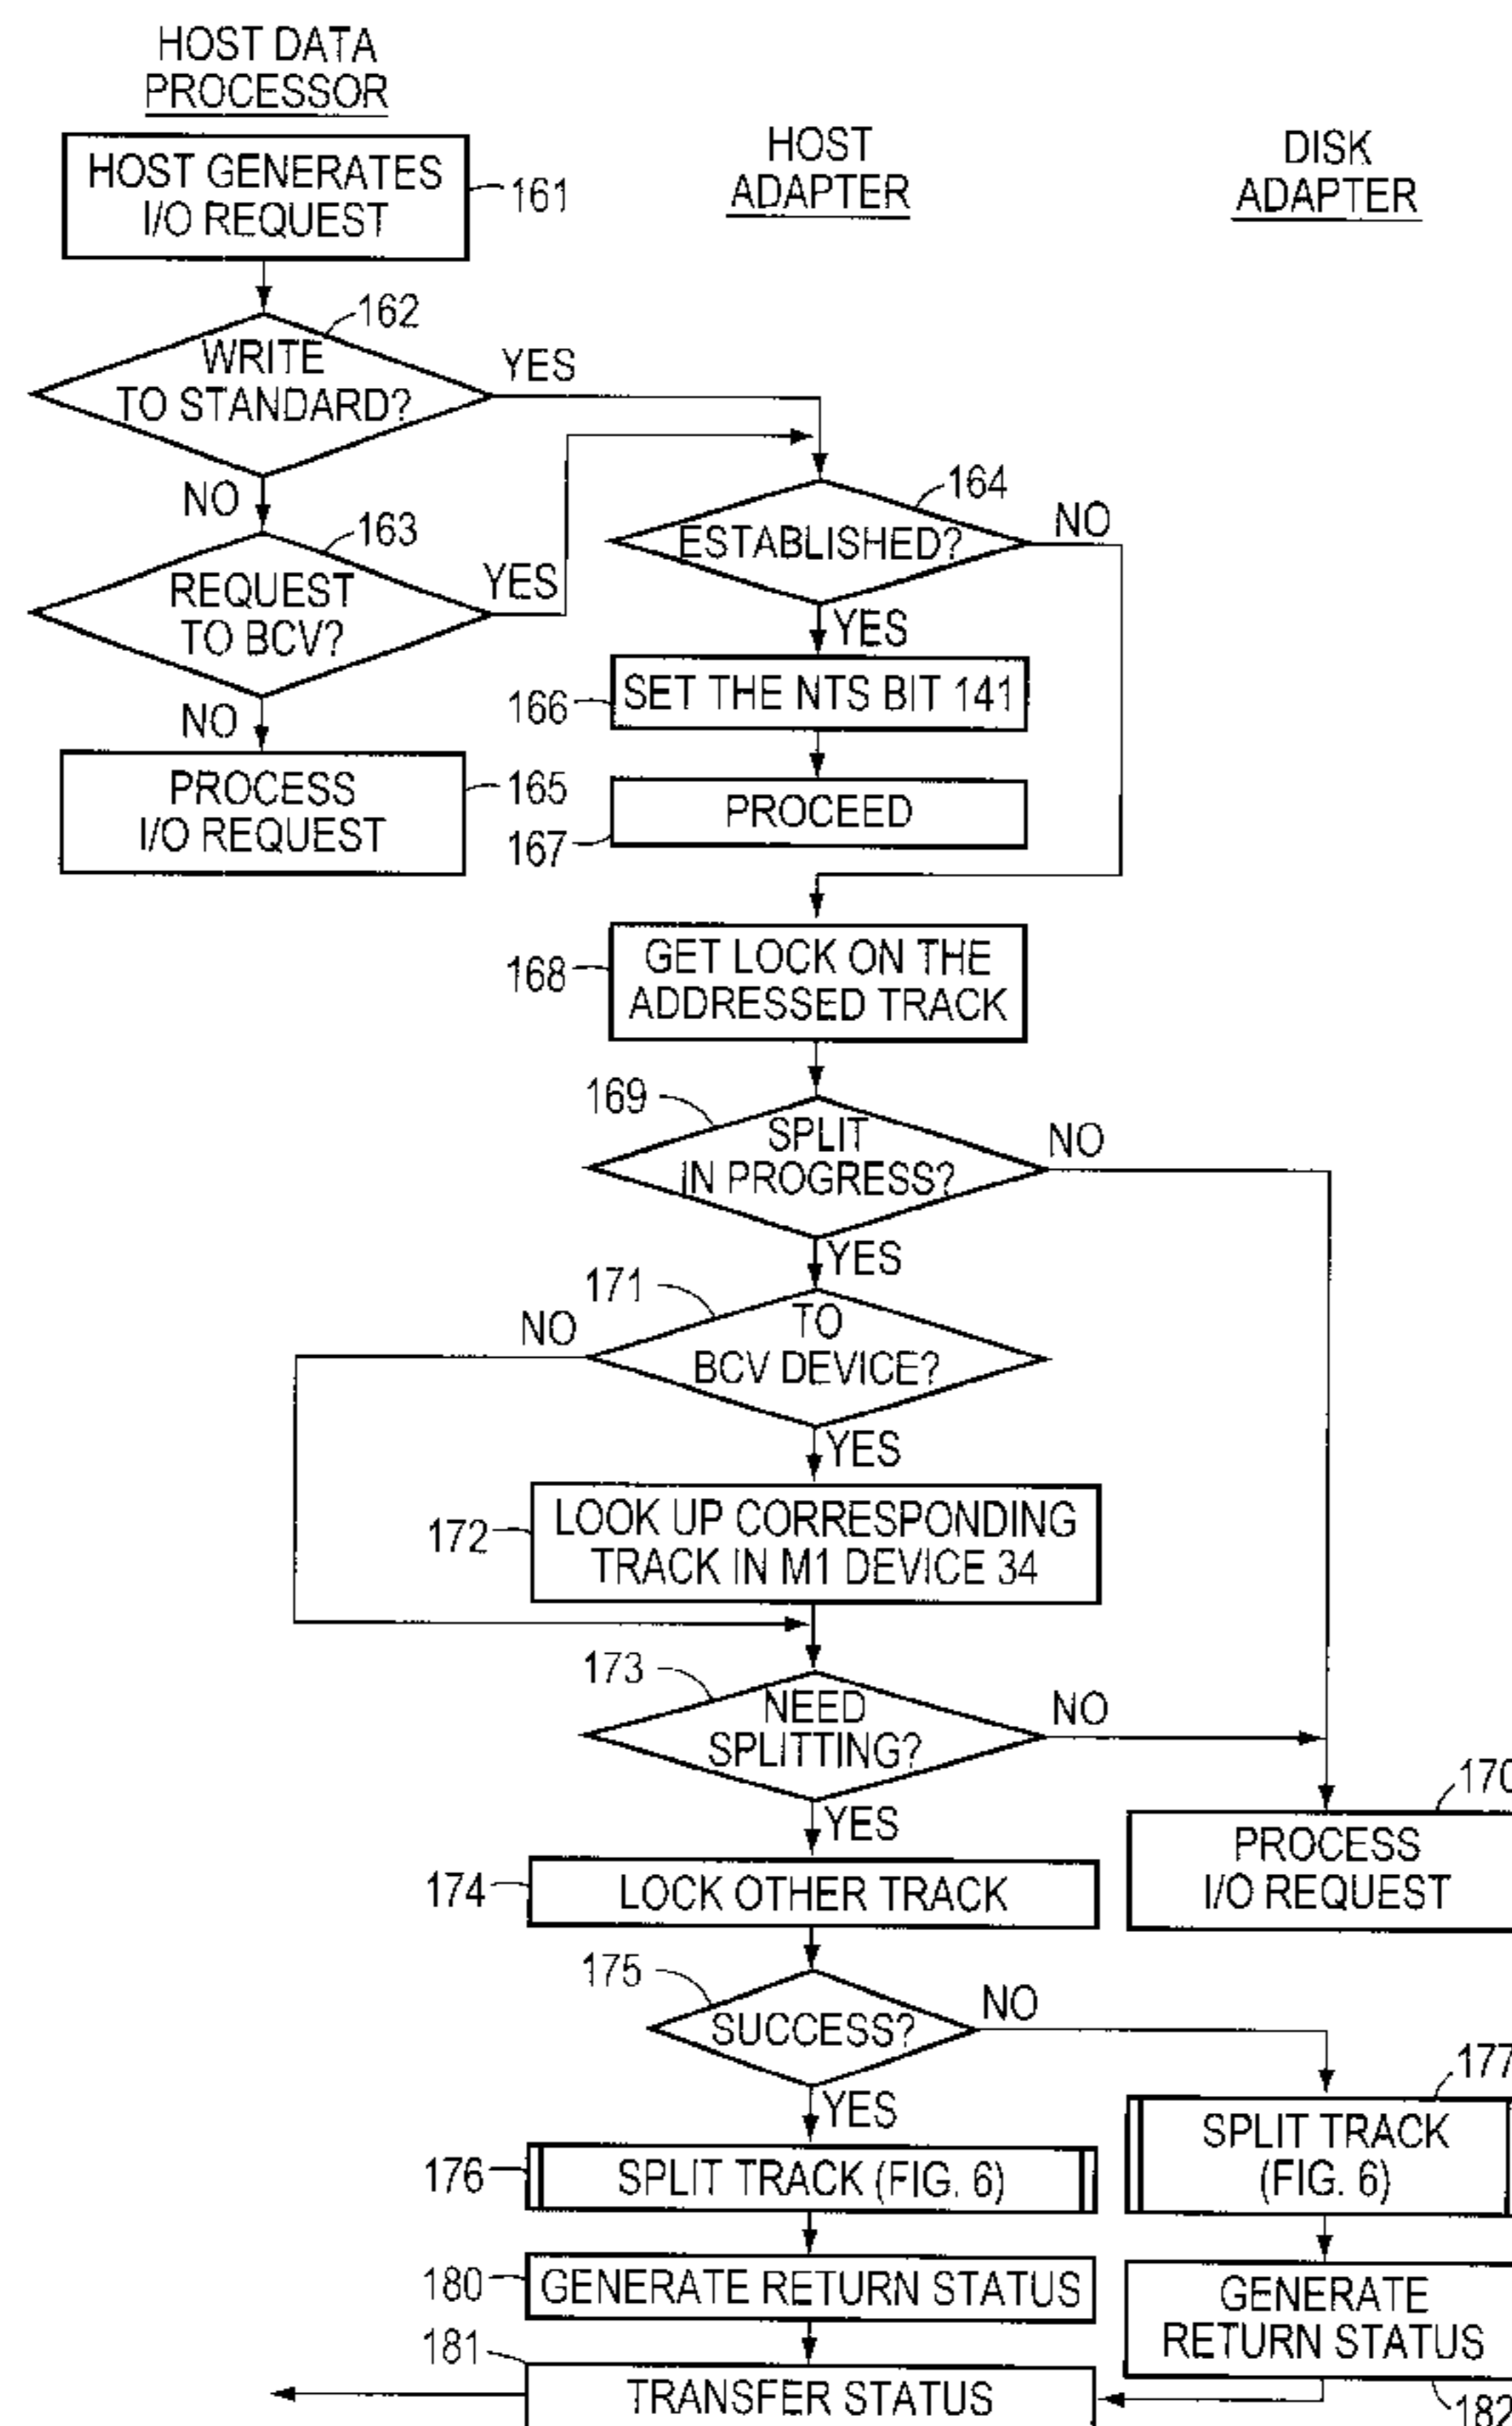 HOST DATA
PROCESSOR
HOST
ADAPTER
DISK
ADAPTER
HOST GENERATES
I/O REQUEST
161
162
WRITE
TO STANDARD?
YES
NO
163
REQUEST
TO BCV?
YES
NO
PROCESS
I/O REQUEST
165
164
ESTABLISHED?
NO
YES
166
SET THE NTS BIT 141
PROCEED
167
168
GET LOCK ON THE
ADDRESSED TRACK
169
SPLIT
IN PROGRESS?
NO
YES
171
TO
BCV DEVICE?
NO
YES
172
LOOK UP CORRESPONDING
TRACK IN M1 DEVICE 34
173
NEED
SPLITTING?
NO
YES
170
PROCESS
I/O REQUEST
174
LOCK OTHER TRACK
175
SUCCESS?
NO
YES
177
SPLIT TRACK
(FIG. 6)
176
SPLIT TRACK (FIG. 6)
180
GENERATE RETURN STATUS
GENERATE
RETURN STATUS
182
181
TRANSFER STATUS